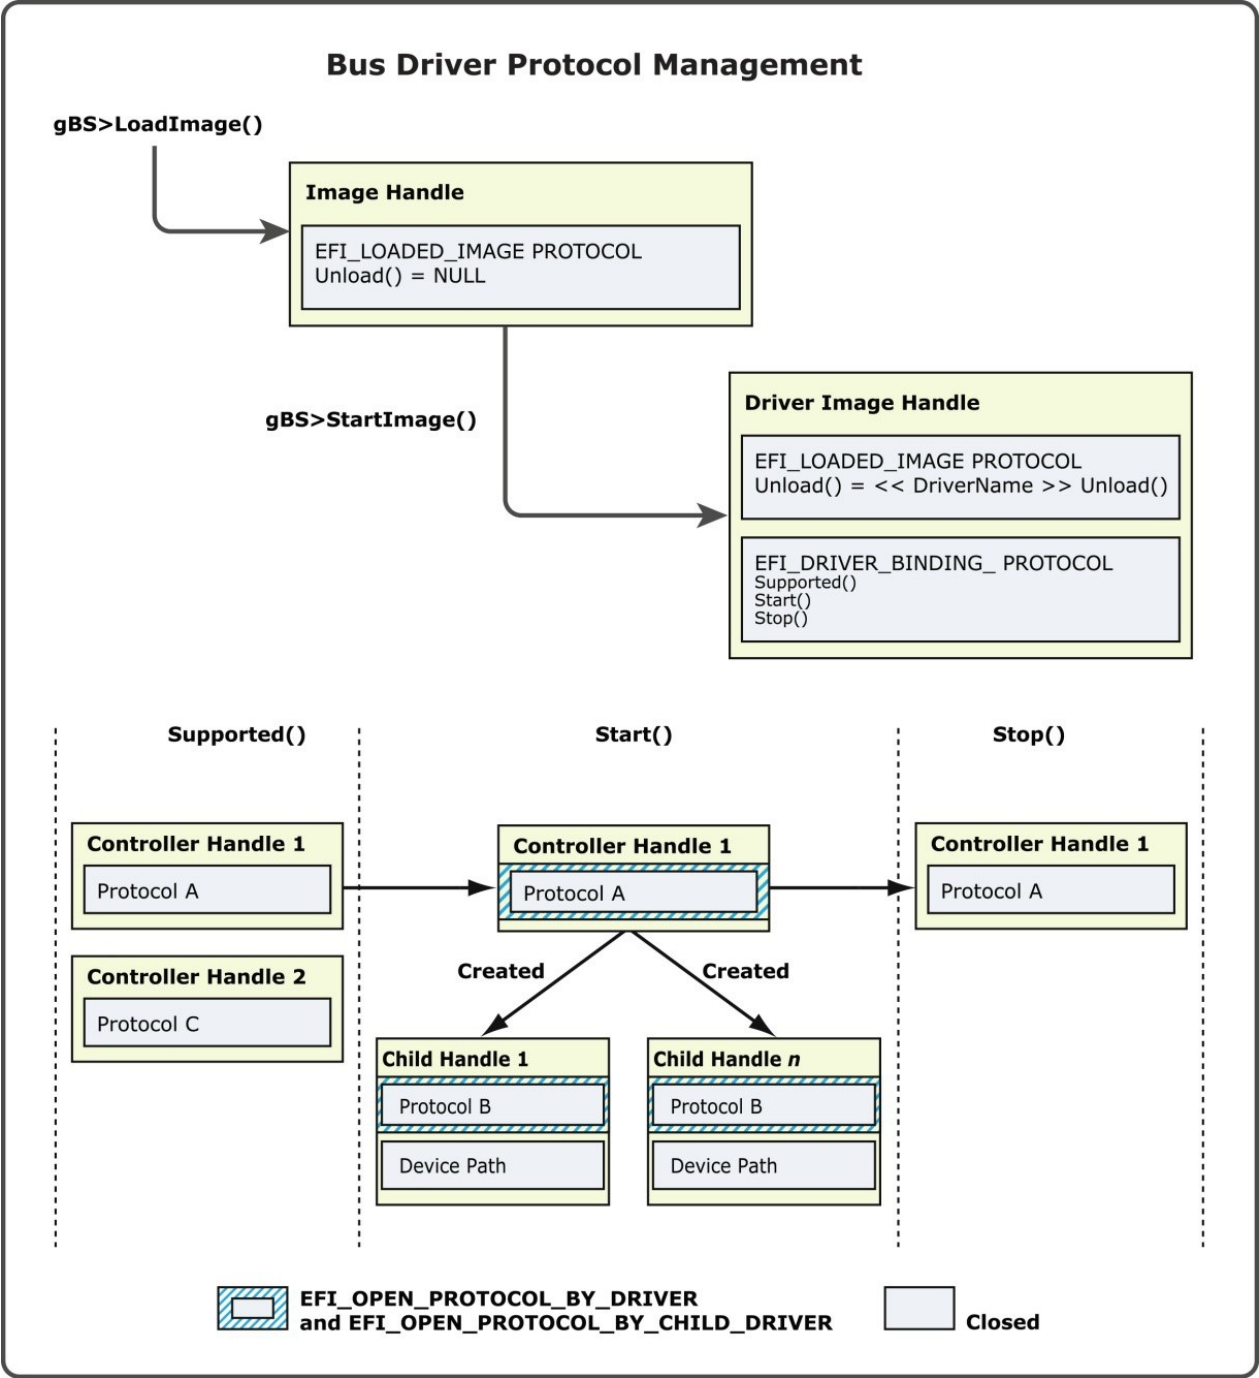 Bus Driver Protocol Management
gBS>LoadImage()
Image Handle
EFI_LOADED_IMAGE PROTOCOL
Unload() = NULL
gBS>StartImage()
Driver Image Handle
EFI_LOADED_IMAGE PROTOCOL
Unload() = << DriverName >> Unload()
EFI_DRIVER_BINDING_ PROTOCOL
Supported()
Start()
Stop()
Supported()
Start()
Stop()
Controller Handle 1
Protocol A
Controller Handle 2
Protocol C
Controller Handle 1
Protocol A
Created
Created
Child Handle 1
Protocol B
Device Path
Child Handle n
Protocol B
Device Path
Controller Handle 1
Protocol A
EFI_OPEN_PROTOCOL_BY_DRIVER
and EFI_OPEN_PROTOCOL_BY_CHILD_DRIVER
Closed